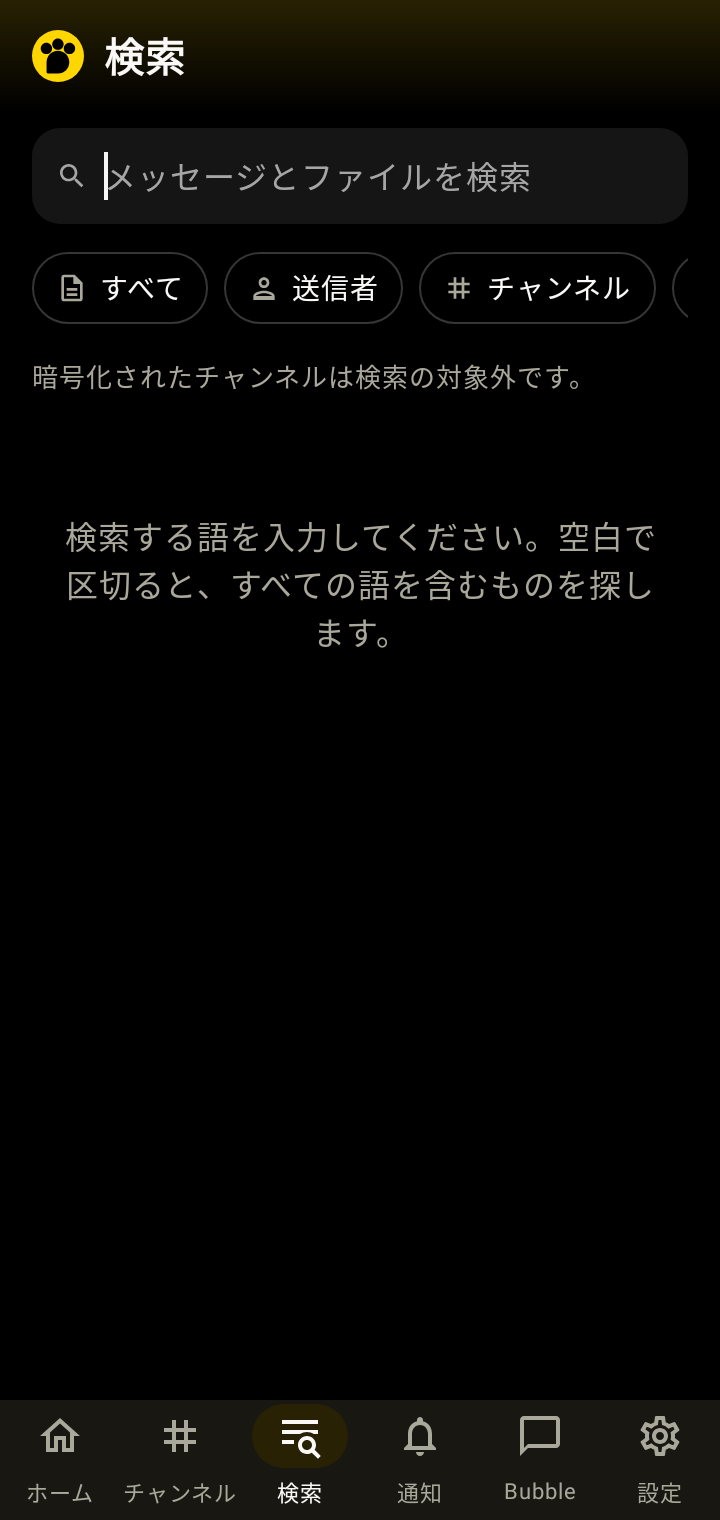 検索
メッセージとファイルを検索
すべて
送信者
チャンネル
暗号化されたチャンネルは検索の対象外です。
検索する語を入力してください。空白で
区切ると、すべての語を含むものを探し
ます。
ホーム
チャンネル
検索
通知
Bubble
設定